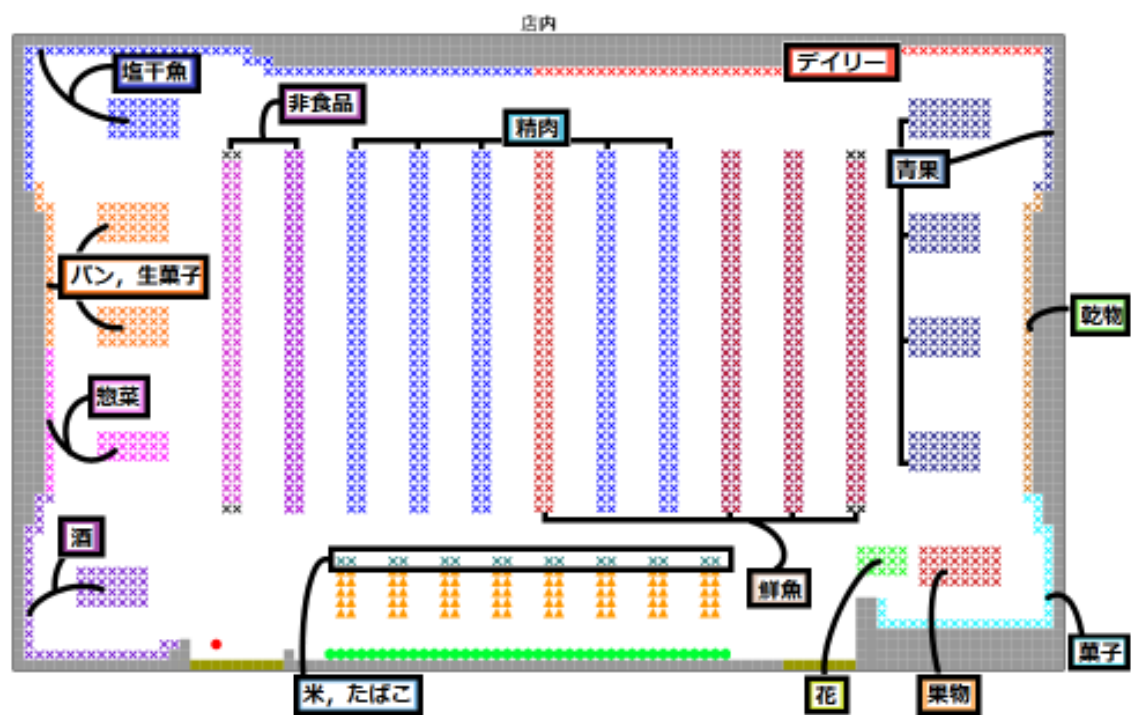 店内
デイリー
塩干魚
非食品
精肉
青果
パン，生菓子
乾物
惣菜
酒
鮮魚
菓子
米，たばこ
花
果物